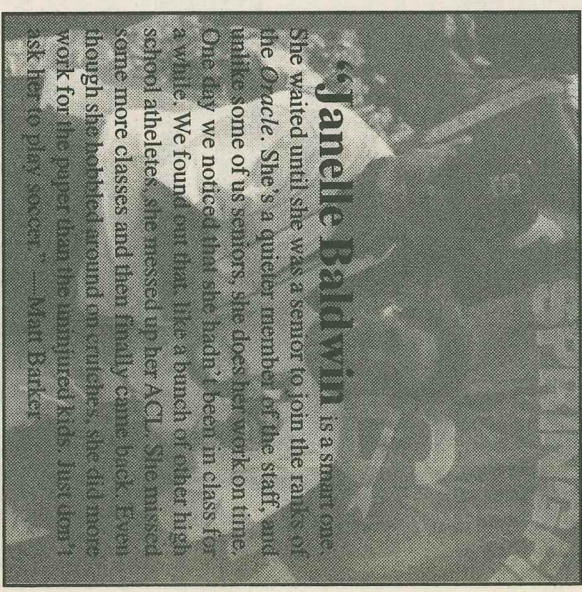 “Janelle Baldwin is a smart one.
She waited until she was a senior to join the ranks of
the Oracle. She’s a quieter member of the staff, and
unlike some of us seniors, she does her work on time.
One day we noticed that she hadn’t been in class for
a while. We found out that, like a bunch of other high
school atheletes, she messed up her ACL. She missed
some more classes and then finally came back. Even
though she hobbled around on crutches, she did more
work for the paper than the uninjured kids. Just don’t
ask her to play soccer.” —Matt Barker